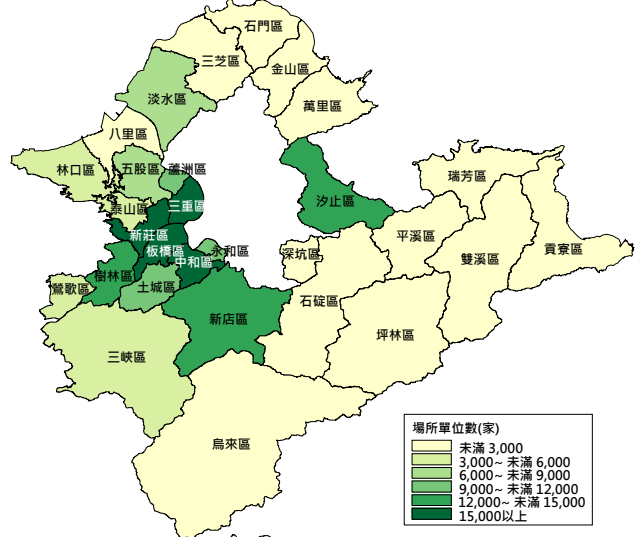 石門區
三芝區
金山區
淡水區
萬里區
八里區
林口區
五股區
蘆洲區
瑞芳區
汐止區
泰山區
三重區
新莊區
平溪區
板橋區
永和區
貢寮區
深坑區
雙溪區
中和區
樹林區
土城區
鶯歌區
石碇區
新店區
坪林區
三峽區
烏來區
場所單位數(家)
未滿 3,000
3,000~ 未滿 6,000
6,000~ 未滿 9,000
9,000~ 未滿 12,000
12,000~ 未滿 15,000
15,000以上